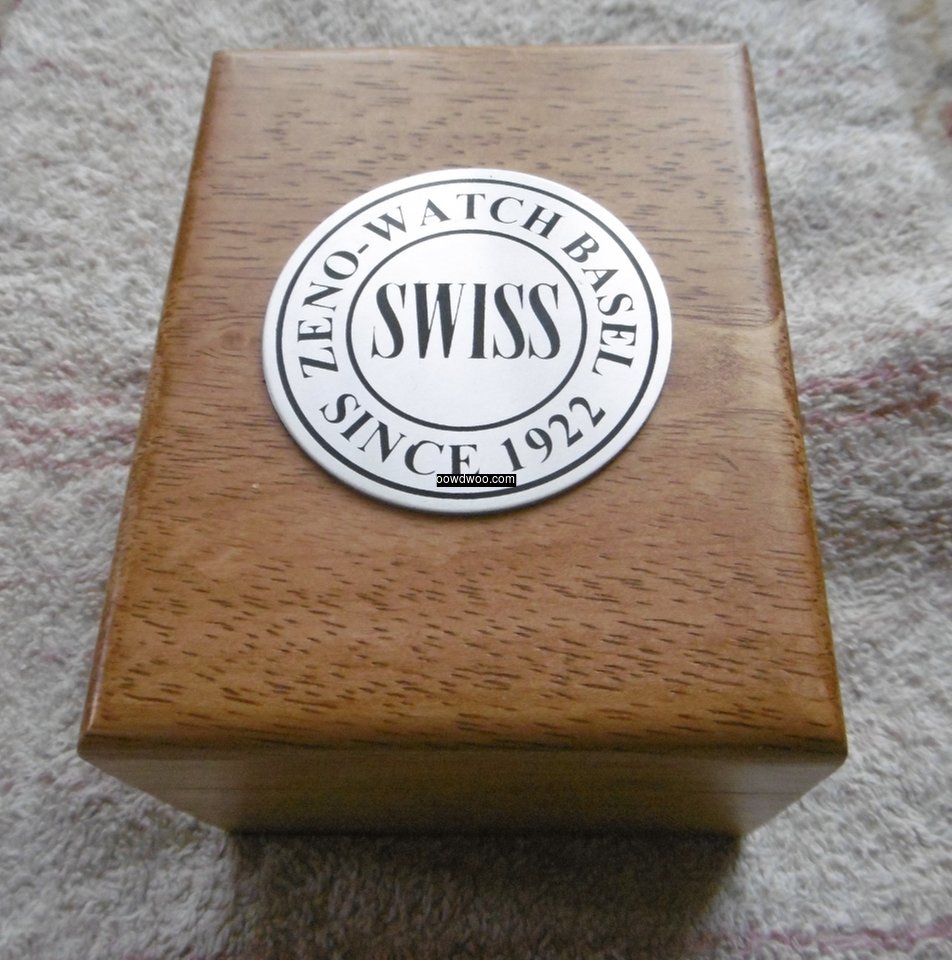 ZENO-WATCH BASEL
SWISS
SINCE 1922
oowdwoo.com